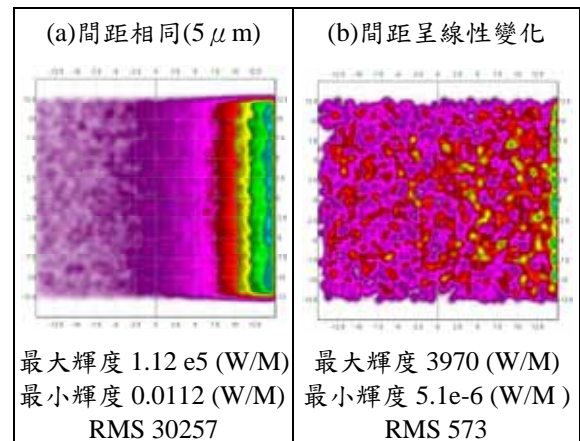 (a)間距相同(5μm)
(b)間距呈線性變化
最大輝度 1.12 e5 (W/M)
最小輝度 0.0112 (W/M)
RMS 30257
最大輝度 3970 (W/M)
最小輝度 5.1e-6 (W/M )
RMS 573